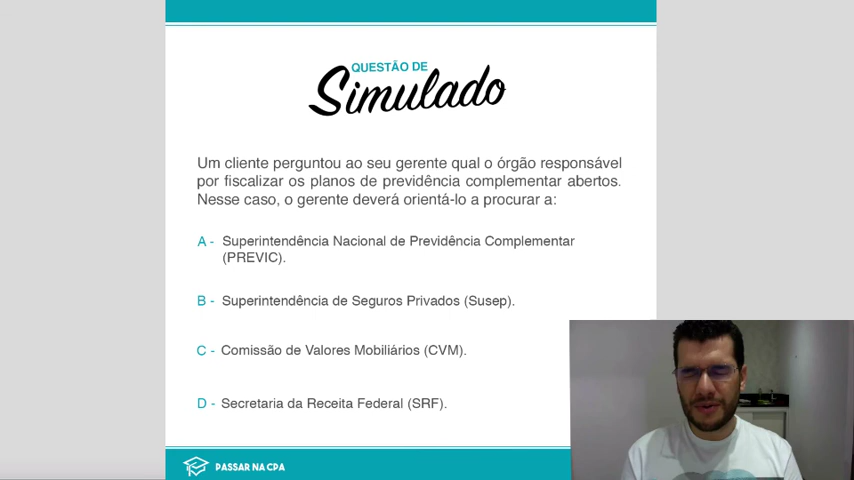 QUESTÃO DE
Simulado
Um cliente perguntou ao seu gerente qual o órgão responsável
por fiscalizar os planos de previdência complementar abertos.
Nesse caso, o gerente deverá orientá-lo a procurar a:
A - Superintendência Nacional de Previdência Complementar
(PREVIC).
B - Superintendência de Seguros Privados (Susep).
C - Comissão de Valores Mobiliários (CVM).
D - Secretaria da Receita Federal (SRF).
PASSAR NA CPA